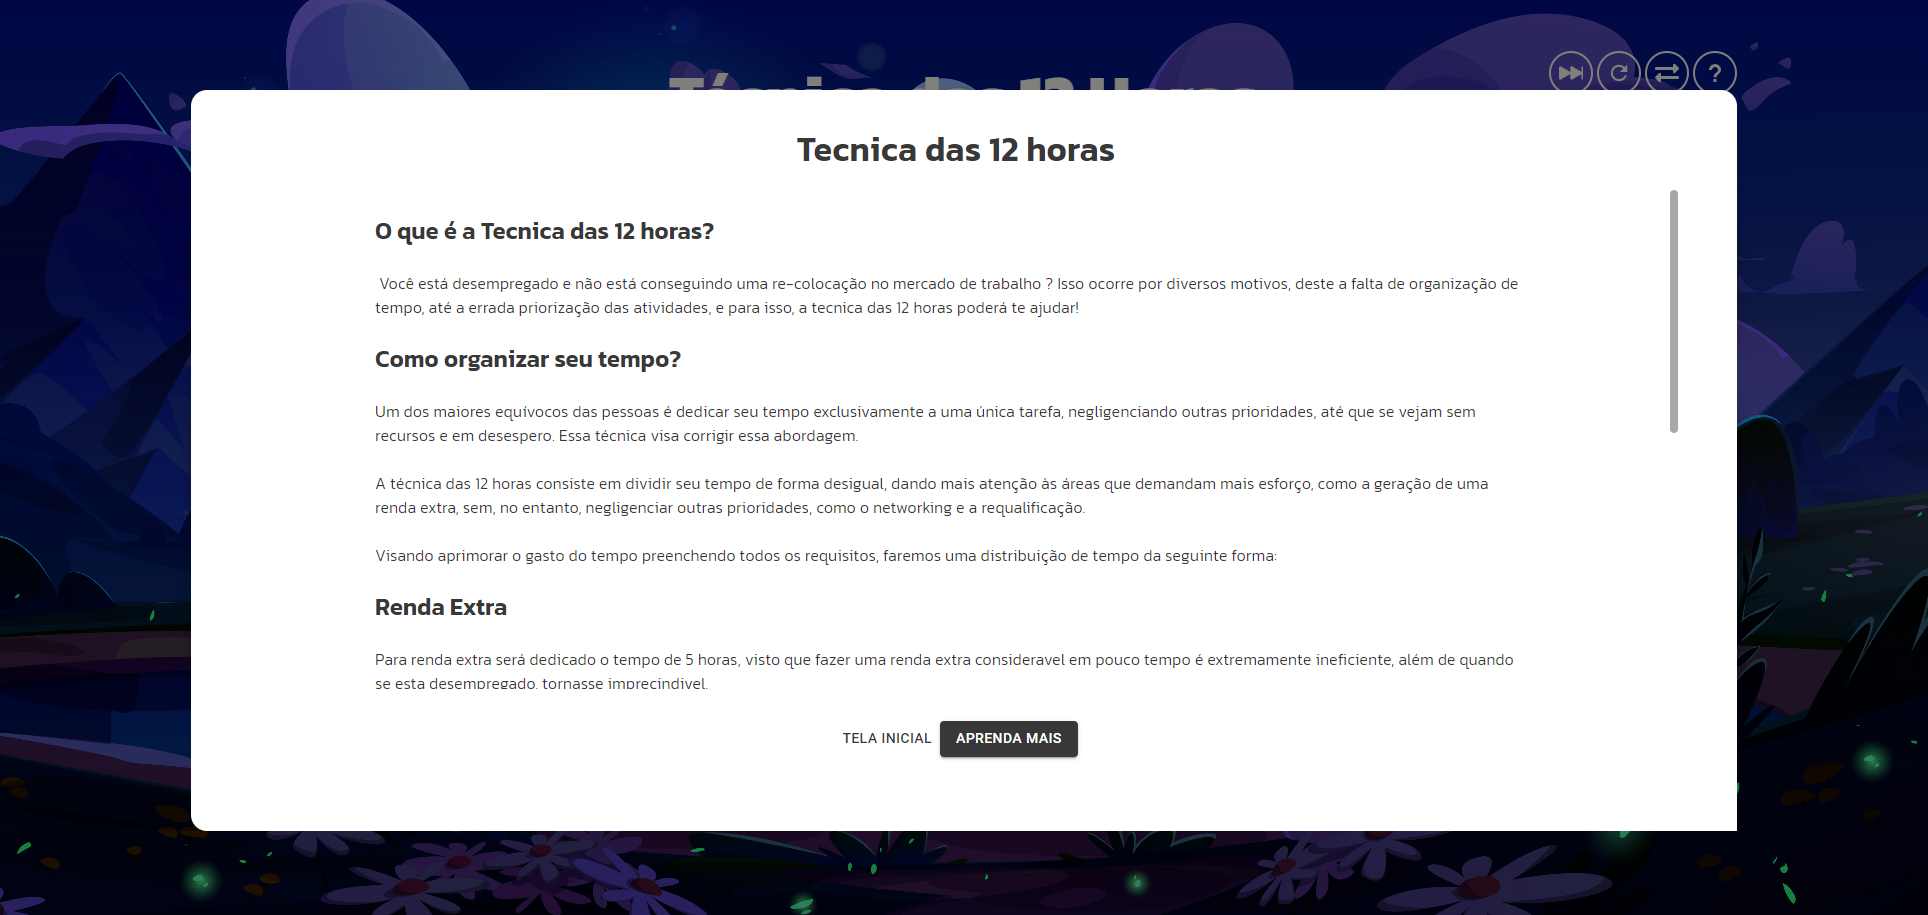 Técnica das 12 Horas
?
Tecnica das 12 horas
O que é a Tecnica das 12 horas?
Você está desempregado e não está conseguindo uma re-colocação no mercado de trabalho ? Isso ocorre por diversos motivos, deste a falta de organização de
tempo, até a errada priorização das atividades, e para isso, a tecnica das 12 horas poderá te ajudar!
Como organizar seu tempo?
Um dos maiores equívocos das pessoas é dedicar seu tempo exclusivamente a uma única tarefa, negligenciando outras prioridades, até que se vejam sem
recursos e em desespero. Essa técnica visa corrigir essa abordagem.
A técnica das 12 horas consiste em dividir seu tempo de forma desigual, dando mais atenção às áreas que demandam mais esforço, como a geração de uma
renda extra, sem, no entanto, negligenciar outras prioridades, como o networking e a requalificação.
Visando aprimorar o gasto do tempo preenchendo todos os requisitos, faremos uma distribuição de tempo da seguinte forma:
Renda Extra
Para renda extra será dedicado o tempo de 5 horas, visto que fazer uma renda extra consideravel em pouco tempo é extremamente ineficiente, além de quando
se esta desempregado, tornasse imprecindivel.
TELA INICIAL
APRENDA MAIS